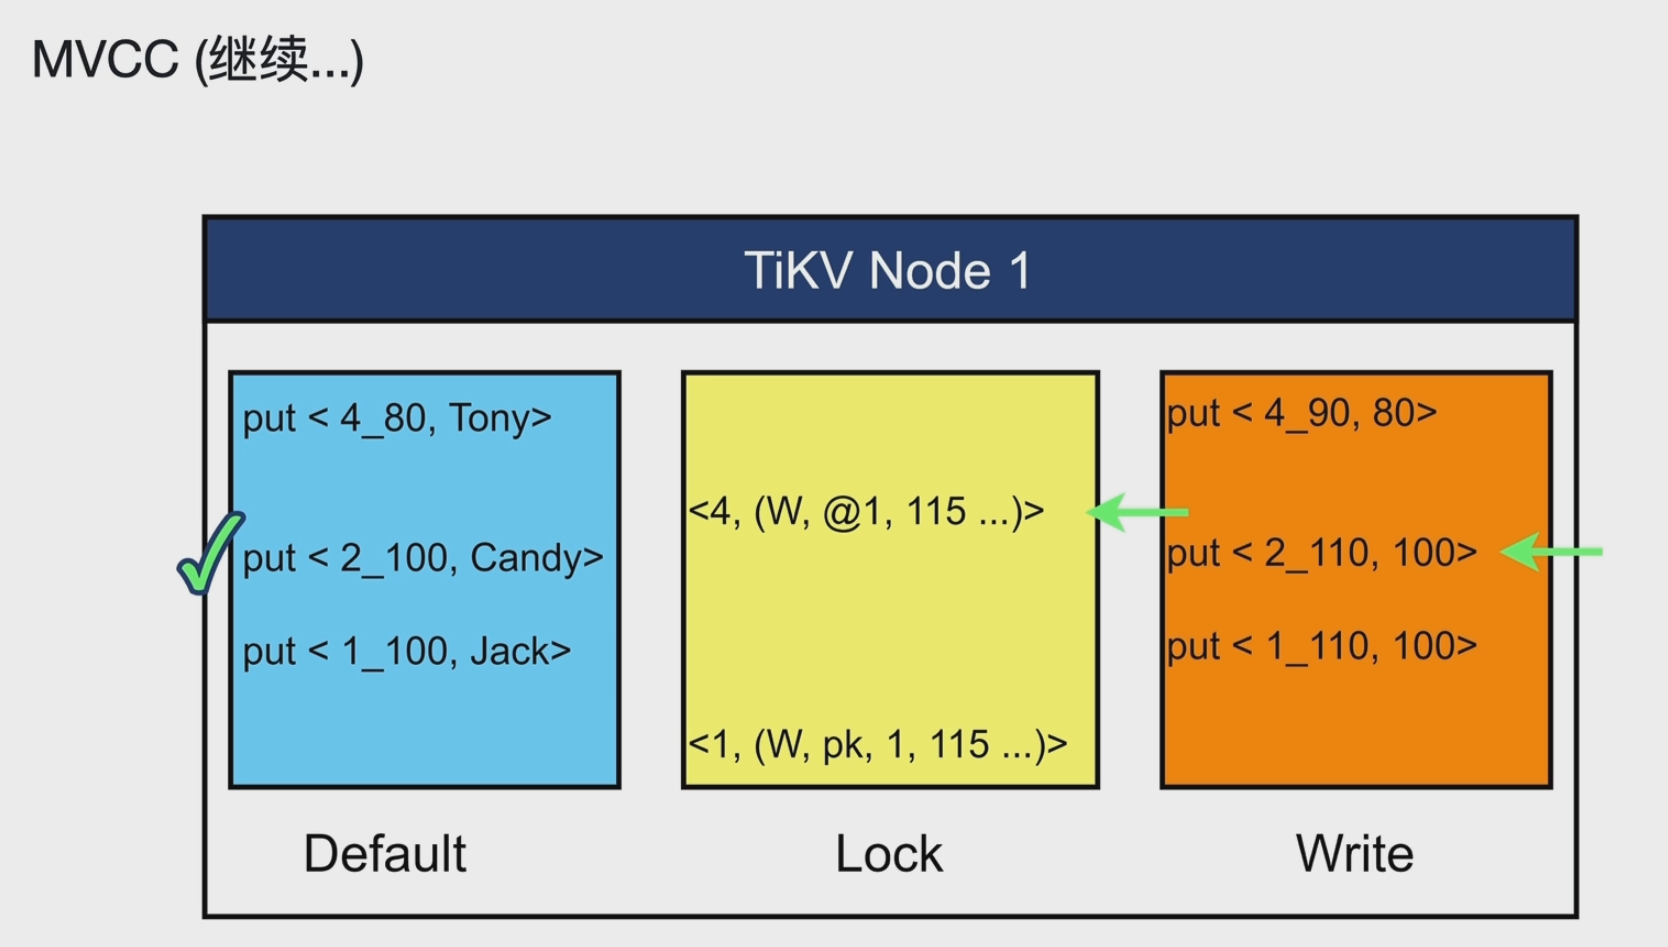 MVCC (继续...)
TiKV Node 1
put < 4_80, Tony>
put < 2_100, Candy>
put < 1_100, Jack>
Default
<4, (W, @1, 115 ...)>
<1, (W, pk, 1, 115 ...)>
Lock
put < 4_90, 80>
put < 2_110, 100>
put < 1_110, 100>
Write